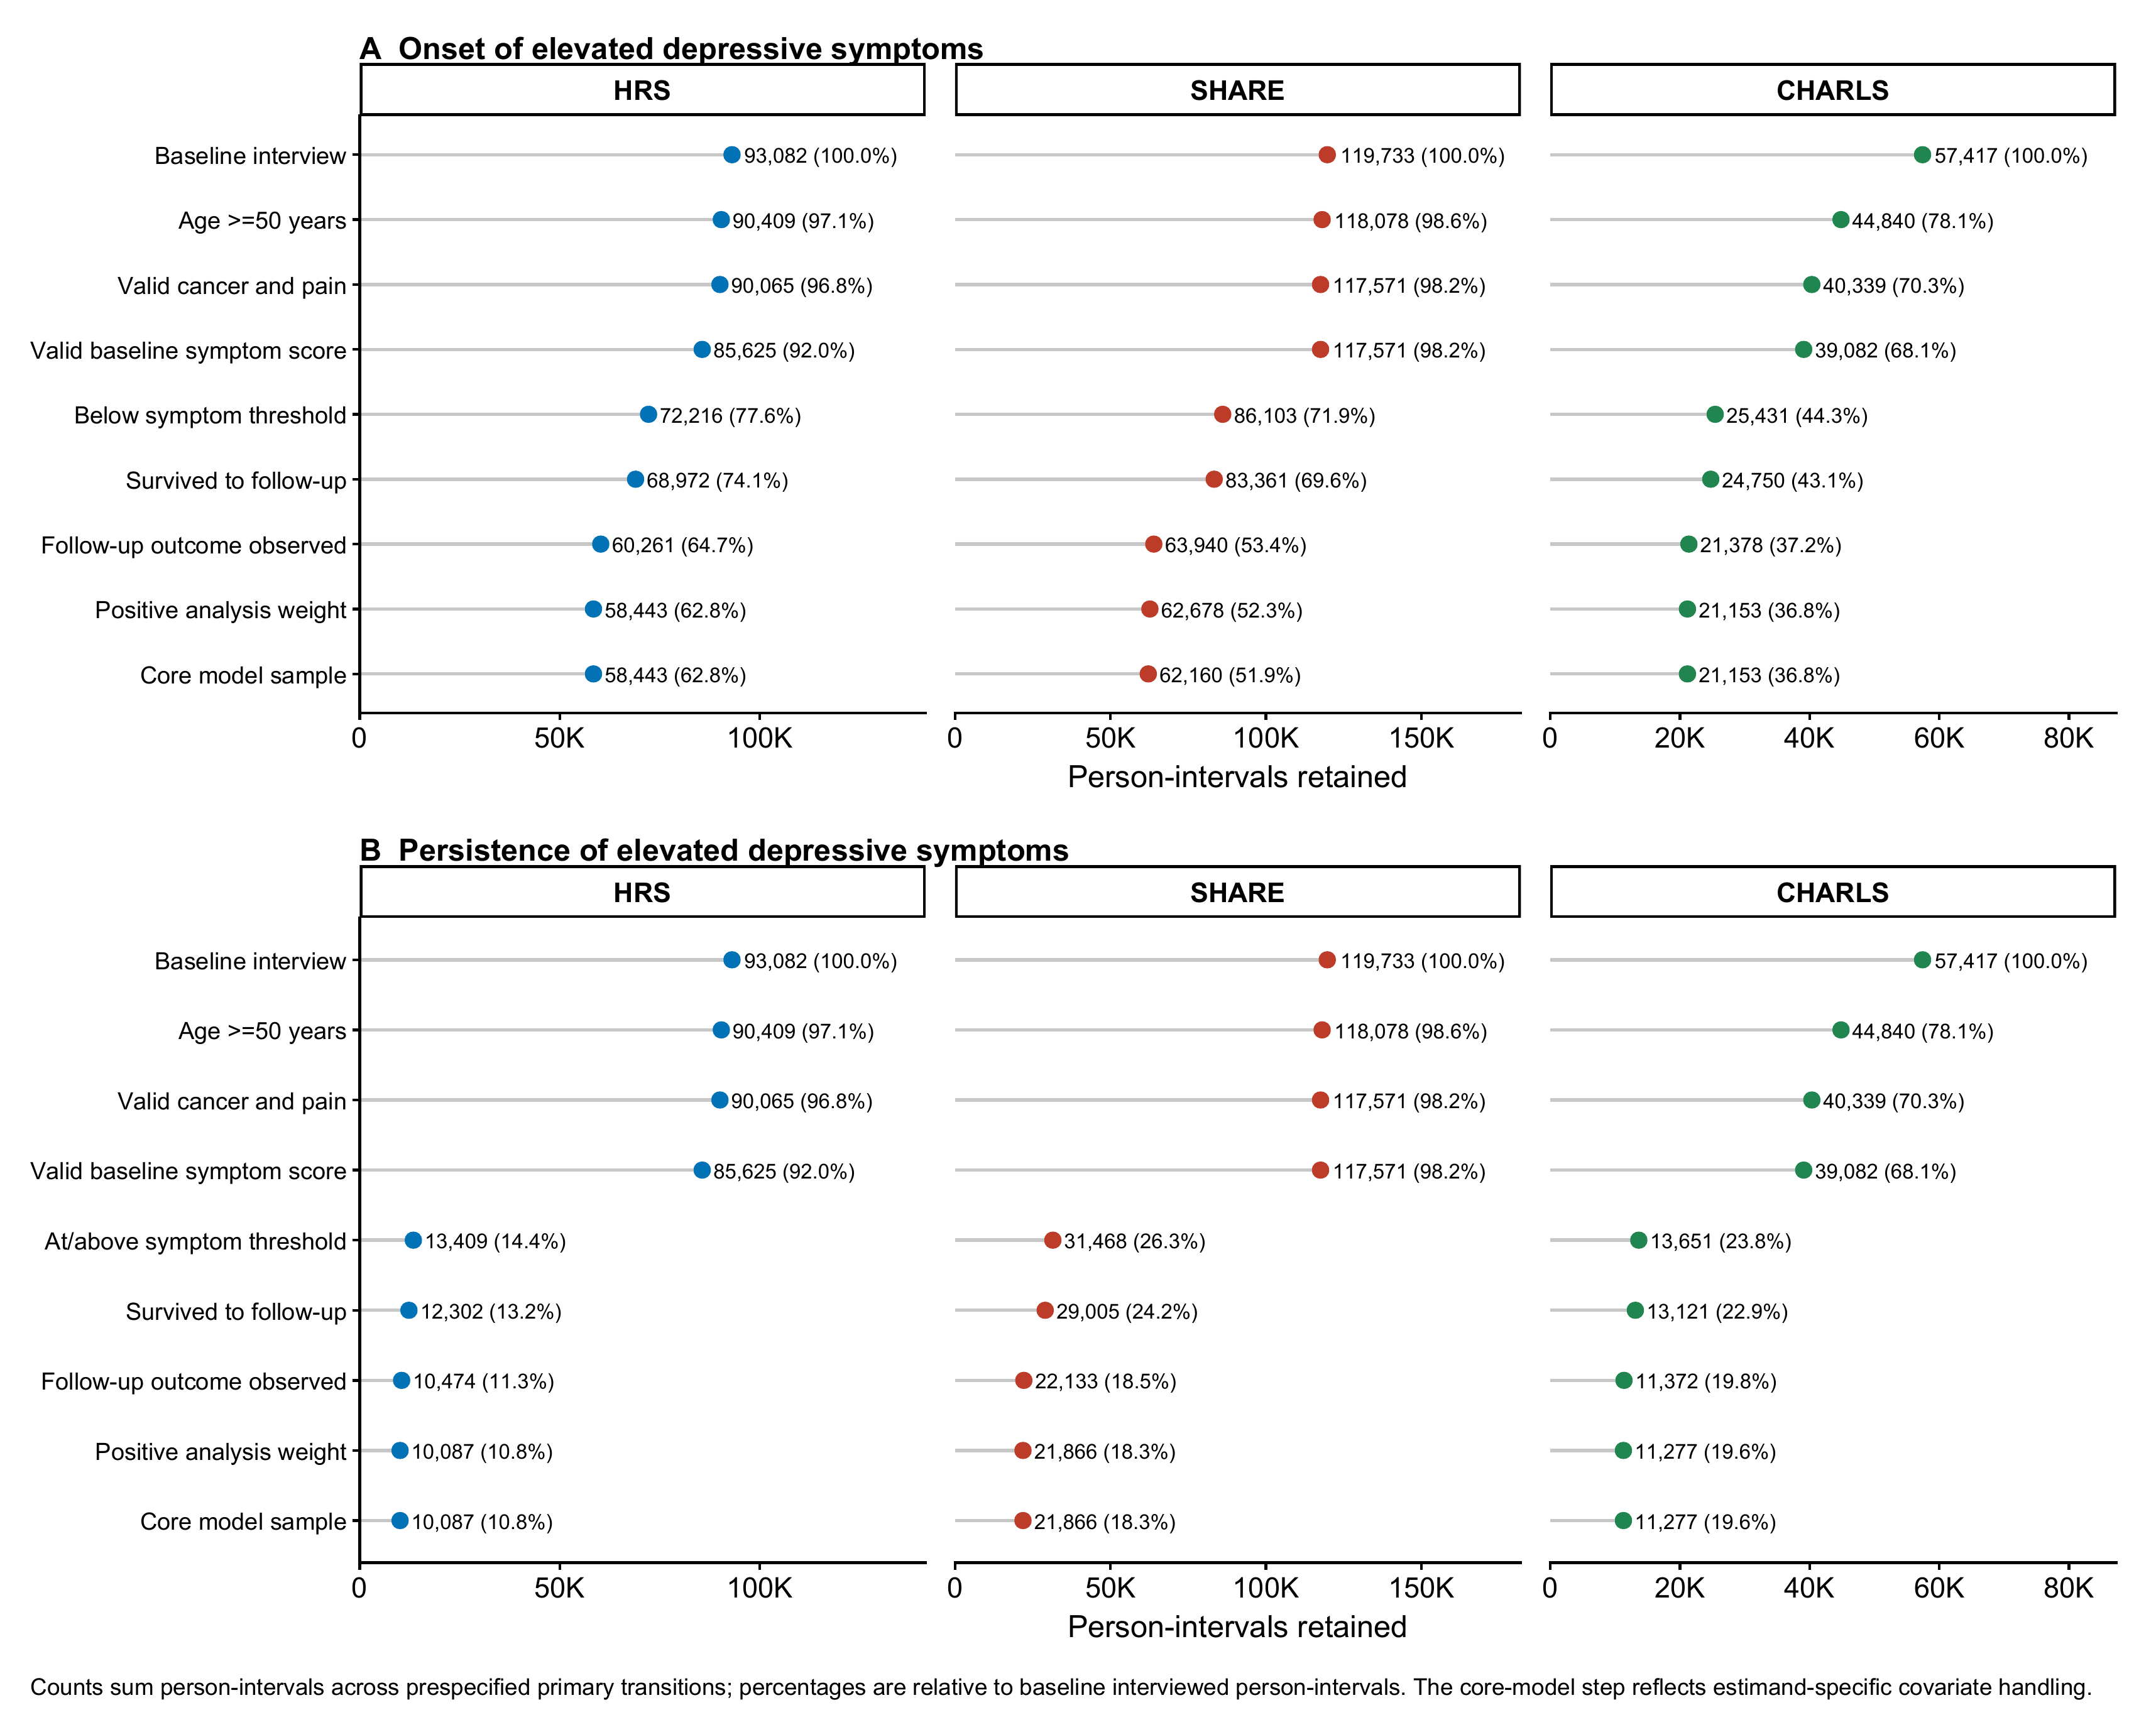 A Onset of elevated depressive symptoms
HRS SHARE CHARLS
Baseline interview 93,082 (100.0%) 119,733 (100.0%) 57,417 (100.0%)
Age >=50 years 90,409 (97.1%) 118,078 (98.6%) 44,840 (78.1%)
Valid cancer and pain 90,065 (96.8%) 117,571 (98.2%) 40,339 (70.3%)
Valid baseline symptom score 85,625 (92.0%) 117,571 (98.2%) 39,082 (68.1%)
Below symptom threshold 72,216 (77.6%) 86,103 (71.9%) 25,431 (44.3%)
Survived to follow-up 68,972 (74.1%) 83,361 (69.6%) 24,750 (43.1%)
Follow-up outcome observed 60,261 (64.7%) 63,940 (53.4%) 21,378 (37.2%)
Positive analysis weight 58,443 (62.8%) 62,678 (52.3%) 21,153 (36.8%)
Core model sample 58,443 (62.8%) 62,160 (51.9%) 21,153 (36.8%)
0 50K 100K 0 50K 100K 150K 0 20K 40K 60K 80K
Person-intervals retained
B Persistence of elevated depressive symptoms
HRS SHARE CHARLS
Baseline interview 93,082 (100.0%) 119,733 (100.0%) 57,417 (100.0%)
Age >=50 years 90,409 (97.1%) 118,078 (98.6%) 44,840 (78.1%)
Valid cancer and pain 90,065 (96.8%) 117,571 (98.2%) 40,339 (70.3%)
Valid baseline symptom score 85,625 (92.0%) 117,571 (98.2%) 39,082 (68.1%)
At/above symptom threshold 13,409 (14.4%) 31,468 (26.3%) 13,651 (23.8%)
Survived to follow-up 12,302 (13.2%) 29,005 (24.2%) 13,121 (22.9%)
Follow-up outcome observed 10,474 (11.3%) 22,133 (18.5%) 11,372 (19.8%)
Positive analysis weight 10,087 (10.8%) 21,866 (18.3%) 11,277 (19.6%)
Core model sample 10,087 (10.8%) 21,866 (18.3%) 11,277 (19.6%)
0 50K 100K 0 50K 100K 150K 0 20K 40K 60K 80K
Person-intervals retained
Counts sum person-intervals across prespecified primary transitions; percentages are relative to baseline interviewed person-intervals. The core-model step reflects estimand-specific covariate handling.